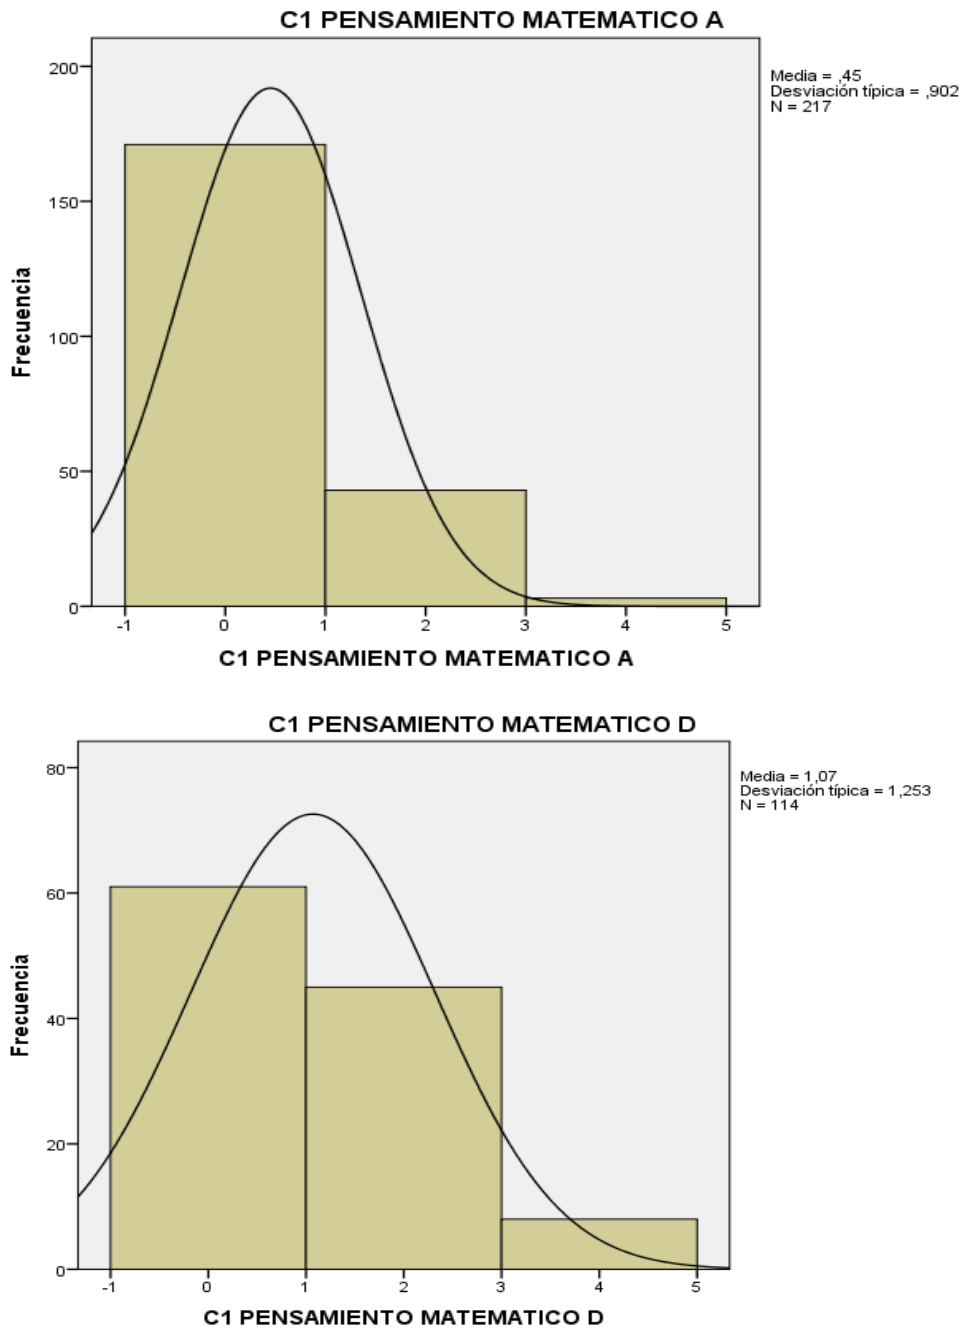 C1 PENSAMIENTO MATEMATICO A
Media = ,45
Desviación típica = ,902
N = 217
200
150
100
50
0
Frecuencia
-1 0 1 2 3 4 5
C1 PENSAMIENTO MATEMATICO A
C1 PENSAMIENTO MATEMATICO D
Media = 1,07
Desviación típica = 1,253
N = 114
80
60
40
20
0
Frecuencia
-1 0 1 2 3 4 5
C1 PENSAMIENTO MATEMATICO D